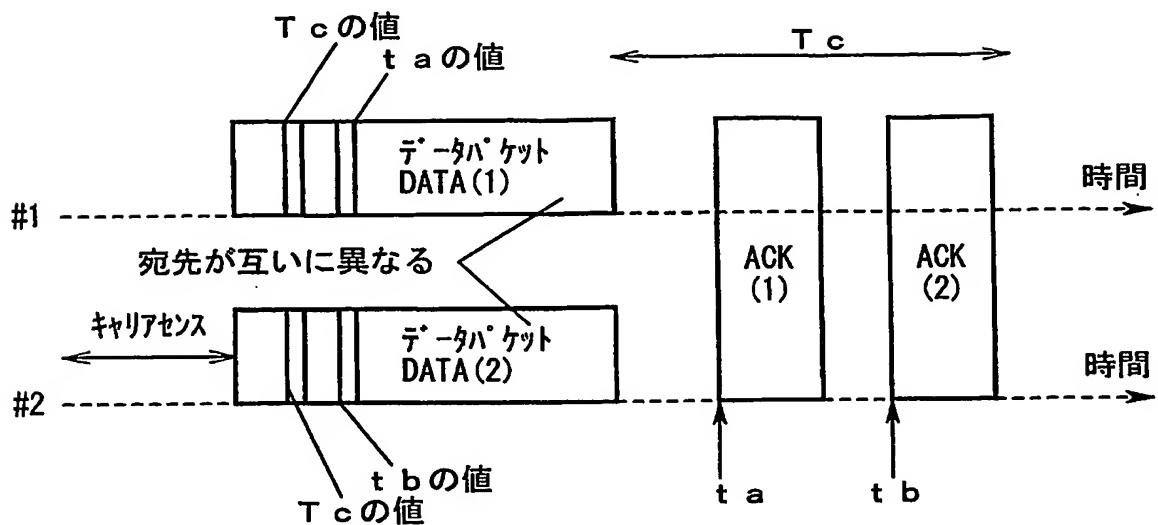 Ｔｃの値
ｔａの値
Ｔｃ
データパケット
DATA(1)
時間
#1
宛先が互いに異なる
ACK
(1)
ACK
(2)
キャリアセンス
データパケット
DATA(2)
時間
#2
ｔｂの値
Ｔｃの値
ｔａ
ｔｂ